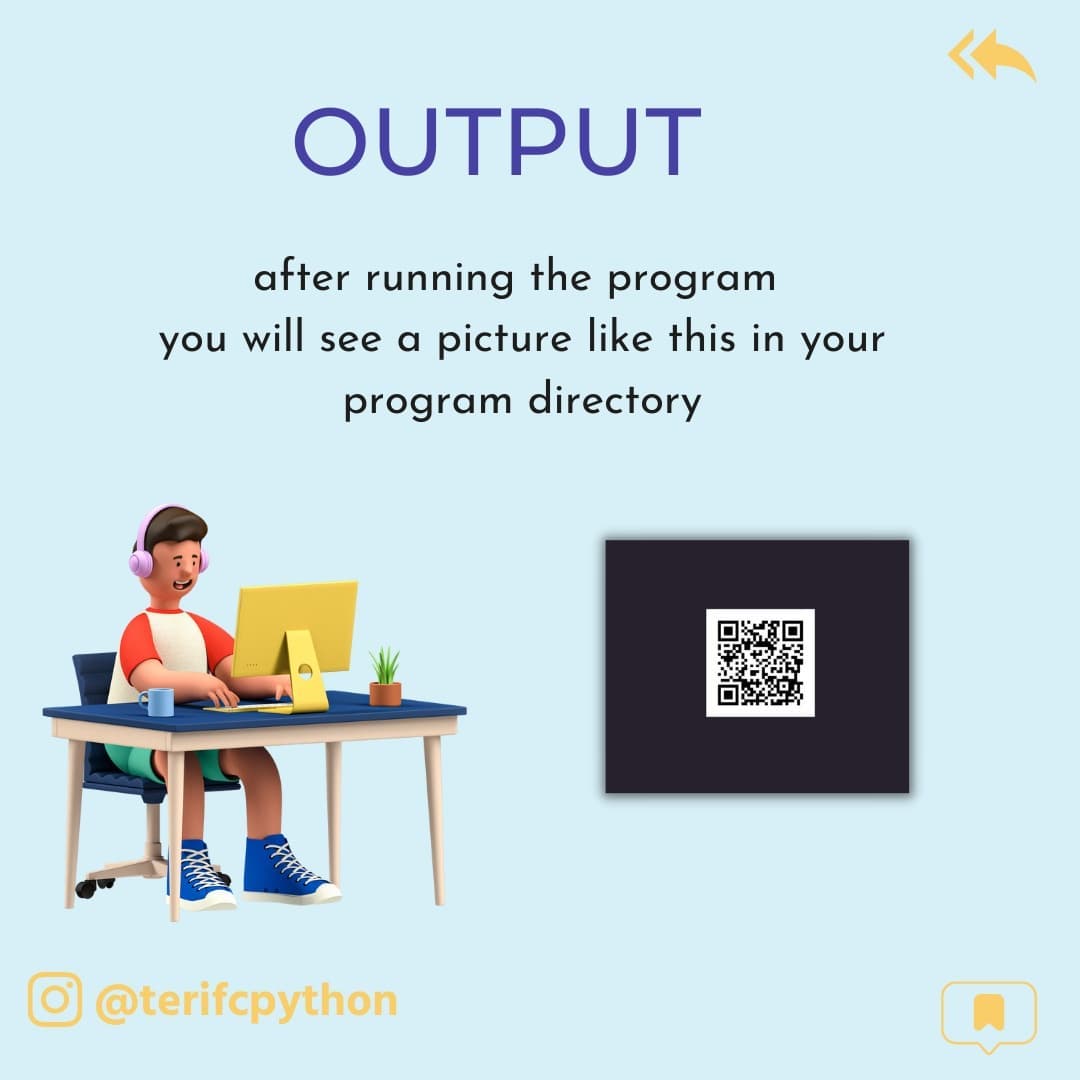 OUTPUT
after running the program
you will see a picture like this in your
program directory
@terifcpython